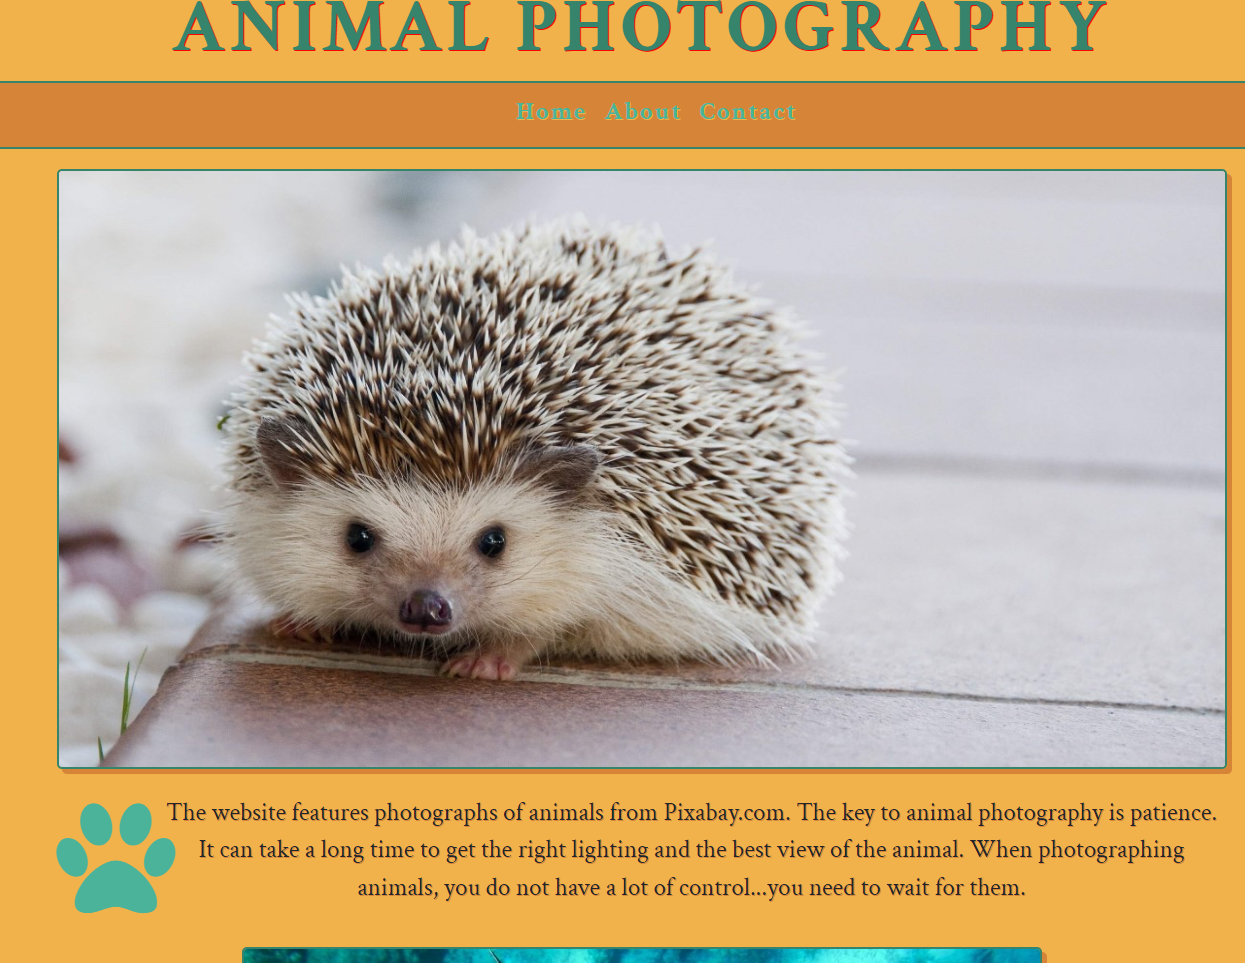 ANIMAL PHOTOGRAPHY
Home About Contact
The website features photographs of animals from Pixabay.com. The key to animal photography is patience.
It can take a long time to get the right lighting and the best view of the animal. When photographing
animals, you do not have a lot of control...you need to wait for them.